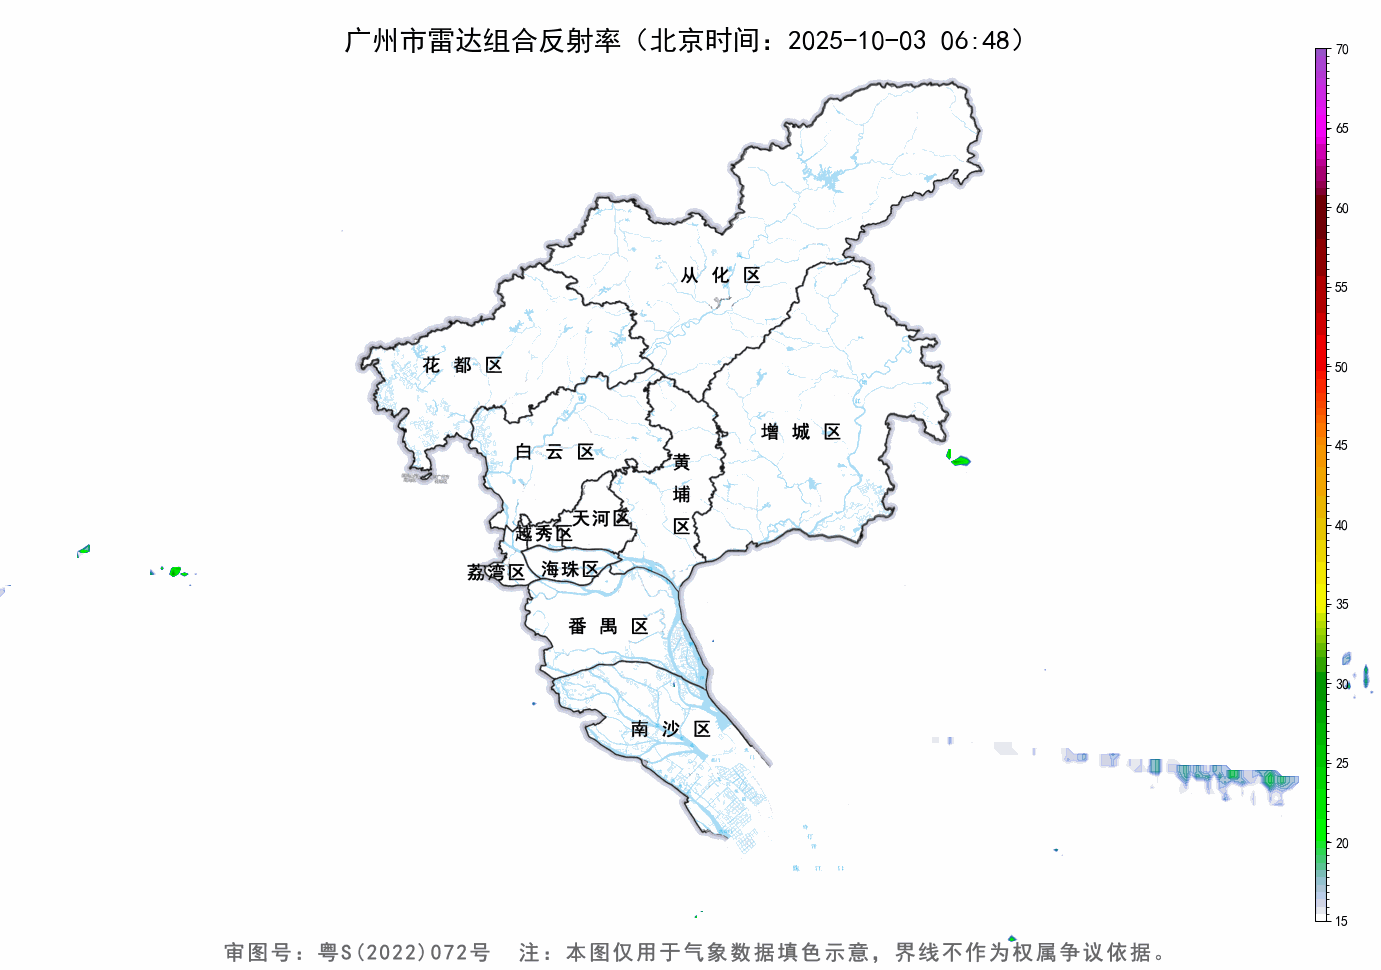 广州市雷达组合反射率（北京时间：2025-10-03 06:48）
70
65
60
55
50
45
40
35
30
25
20
15
从化区
花都区
增城区
白云区
黄埔区
天河区
越秀区
荔湾区
海珠区
番禺区
南沙区
审图号：粤S(2022)072号 注：本图仅用于气象数据填色示意，界线不作为权属争议依据。